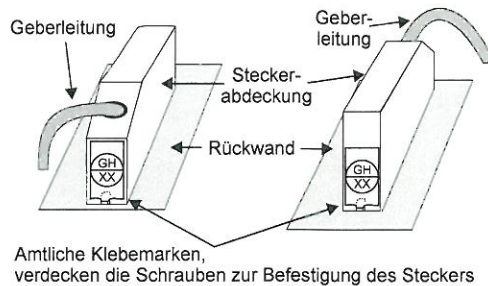 Geberleitung
Geber-
leitung
Stecker-
abdeckung
Rückwand
GH
XX
GH
XX
Amtliche Klebemarken,
verdecken die Schrauben zur Befestigung des Steckers